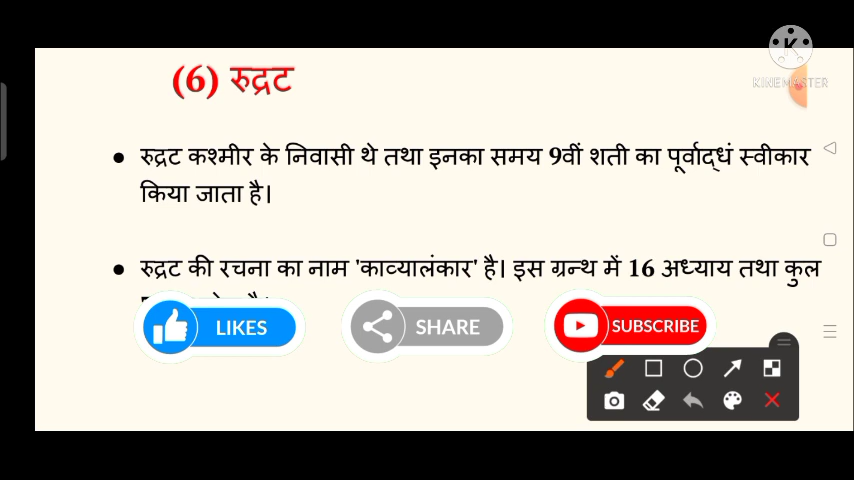 (6) रुद्रट
KINEMASTER
● रुद्रट कश्मीर के निवासी थे तथा इनका समय 9वीं शती का पूर्वाद्धं स्वीकार
किया जाता है।
● रुद्रट की रचना का नाम 'काव्यालंकार' है। इस ग्रन्थ में 16 अध्याय तथा कुल
LIKES
SHARE
SUBSCRIBE